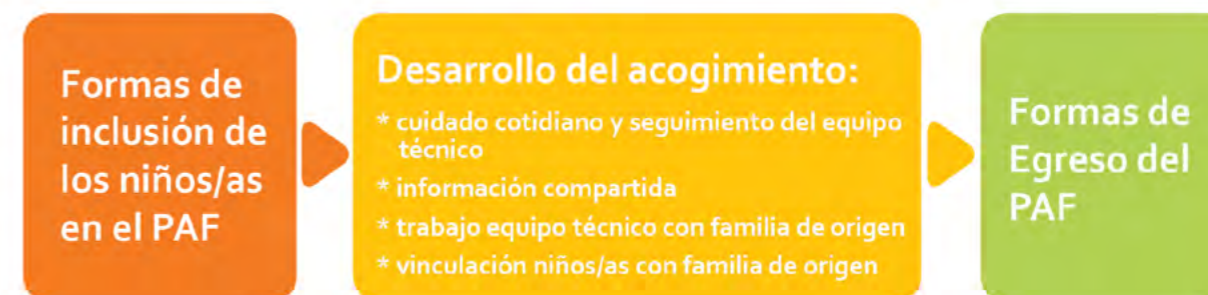 Formas de
inclusión de
los niños/as
en el PAF
Desarrollo del acogimiento:
* cuidado cotidiano y seguimiento del equipo
técnico
* información compartida
* trabajo equipo técnico con familia de origen
* vinculación niños/as con familia de origen
Formas de
Egreso del
PAF